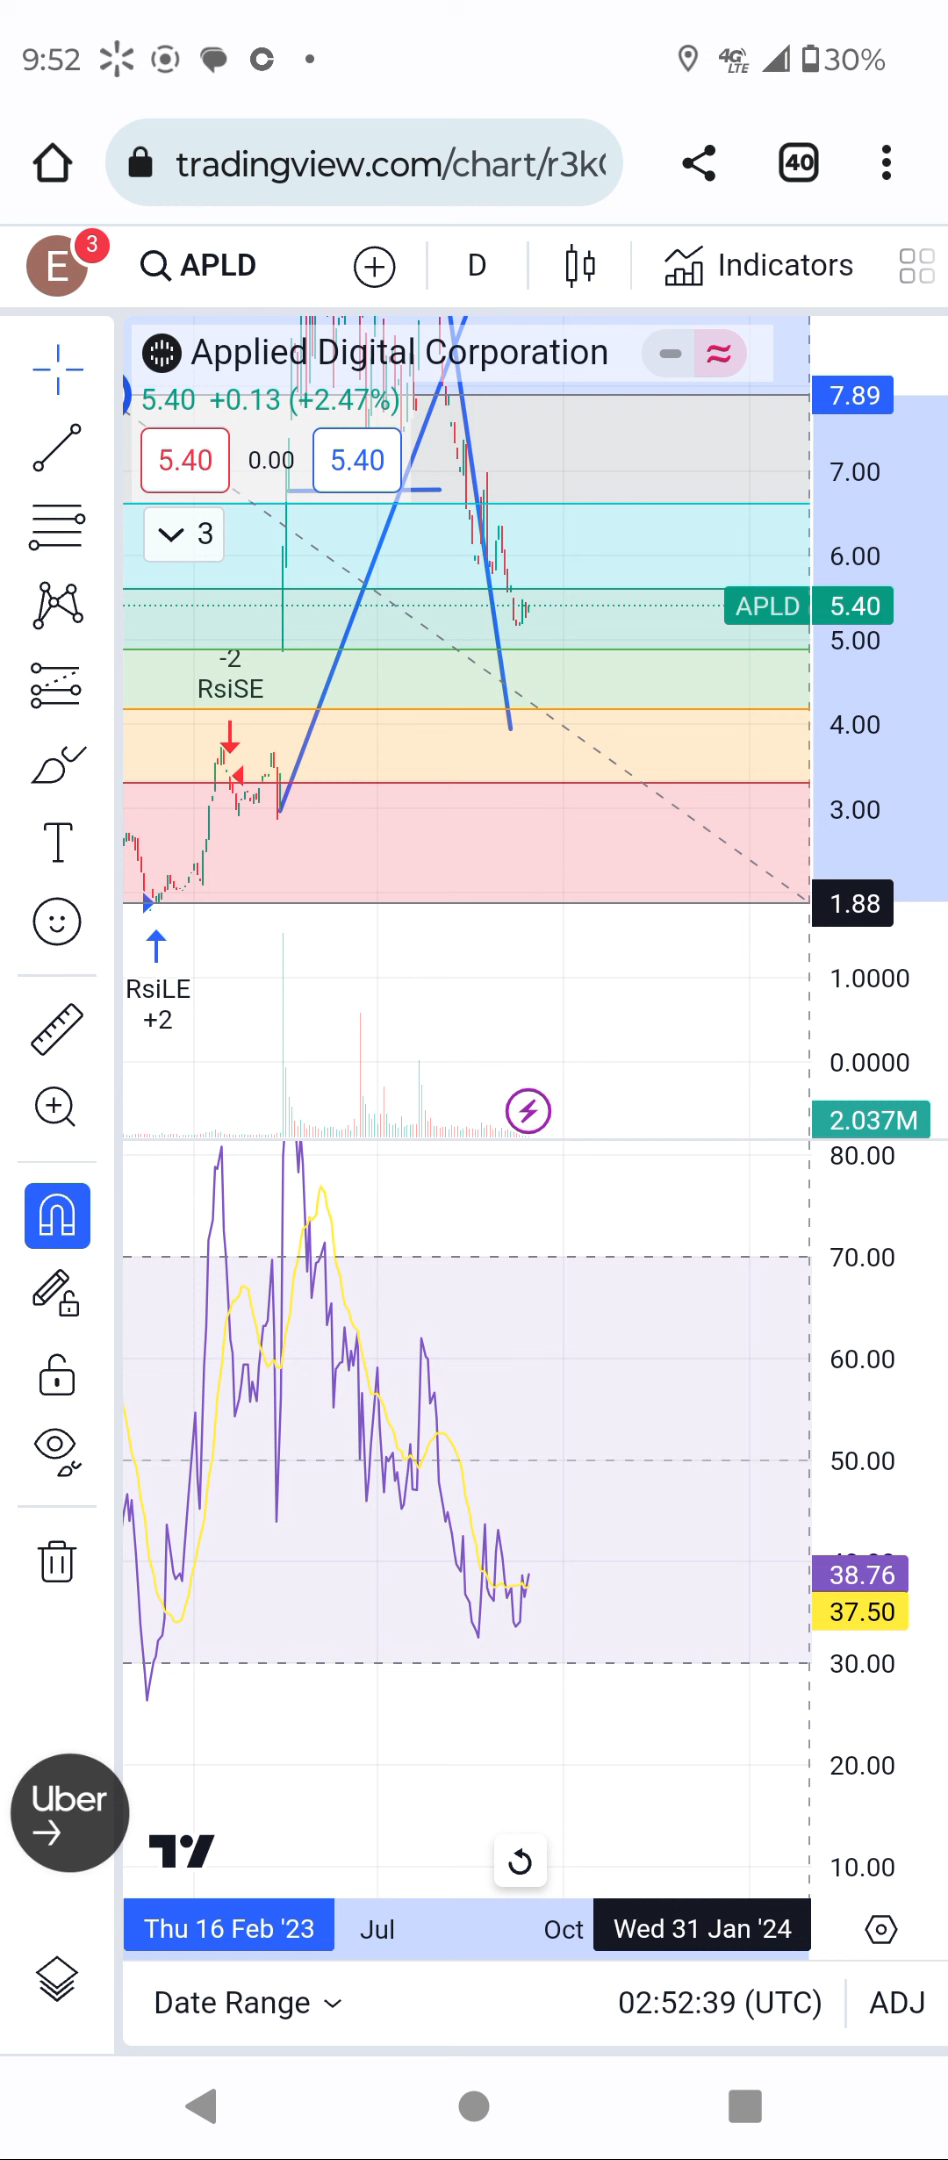 9:52
4G LTE
30%
tradingview.com/chart/r3k
40
E
3
APLD
D
Indicators
Applied Digital Corporation
5.40 +0.13 (+2.47%)
5.40 0.00 5.40
3
7.89
7.00
6.00
APLD 5.40
5.00
4.00
3.00
1.88
1.0000
0.0000
2.037M
-2
RsiSE
RsiLE
+2
80.00
70.00
60.00
50.00
38.76
37.50
30.00
20.00
10.00
Uber
Thu 16 Feb '23 Jul Oct Wed 31 Jan '24
Date Range 02:52:39 (UTC) ADJ